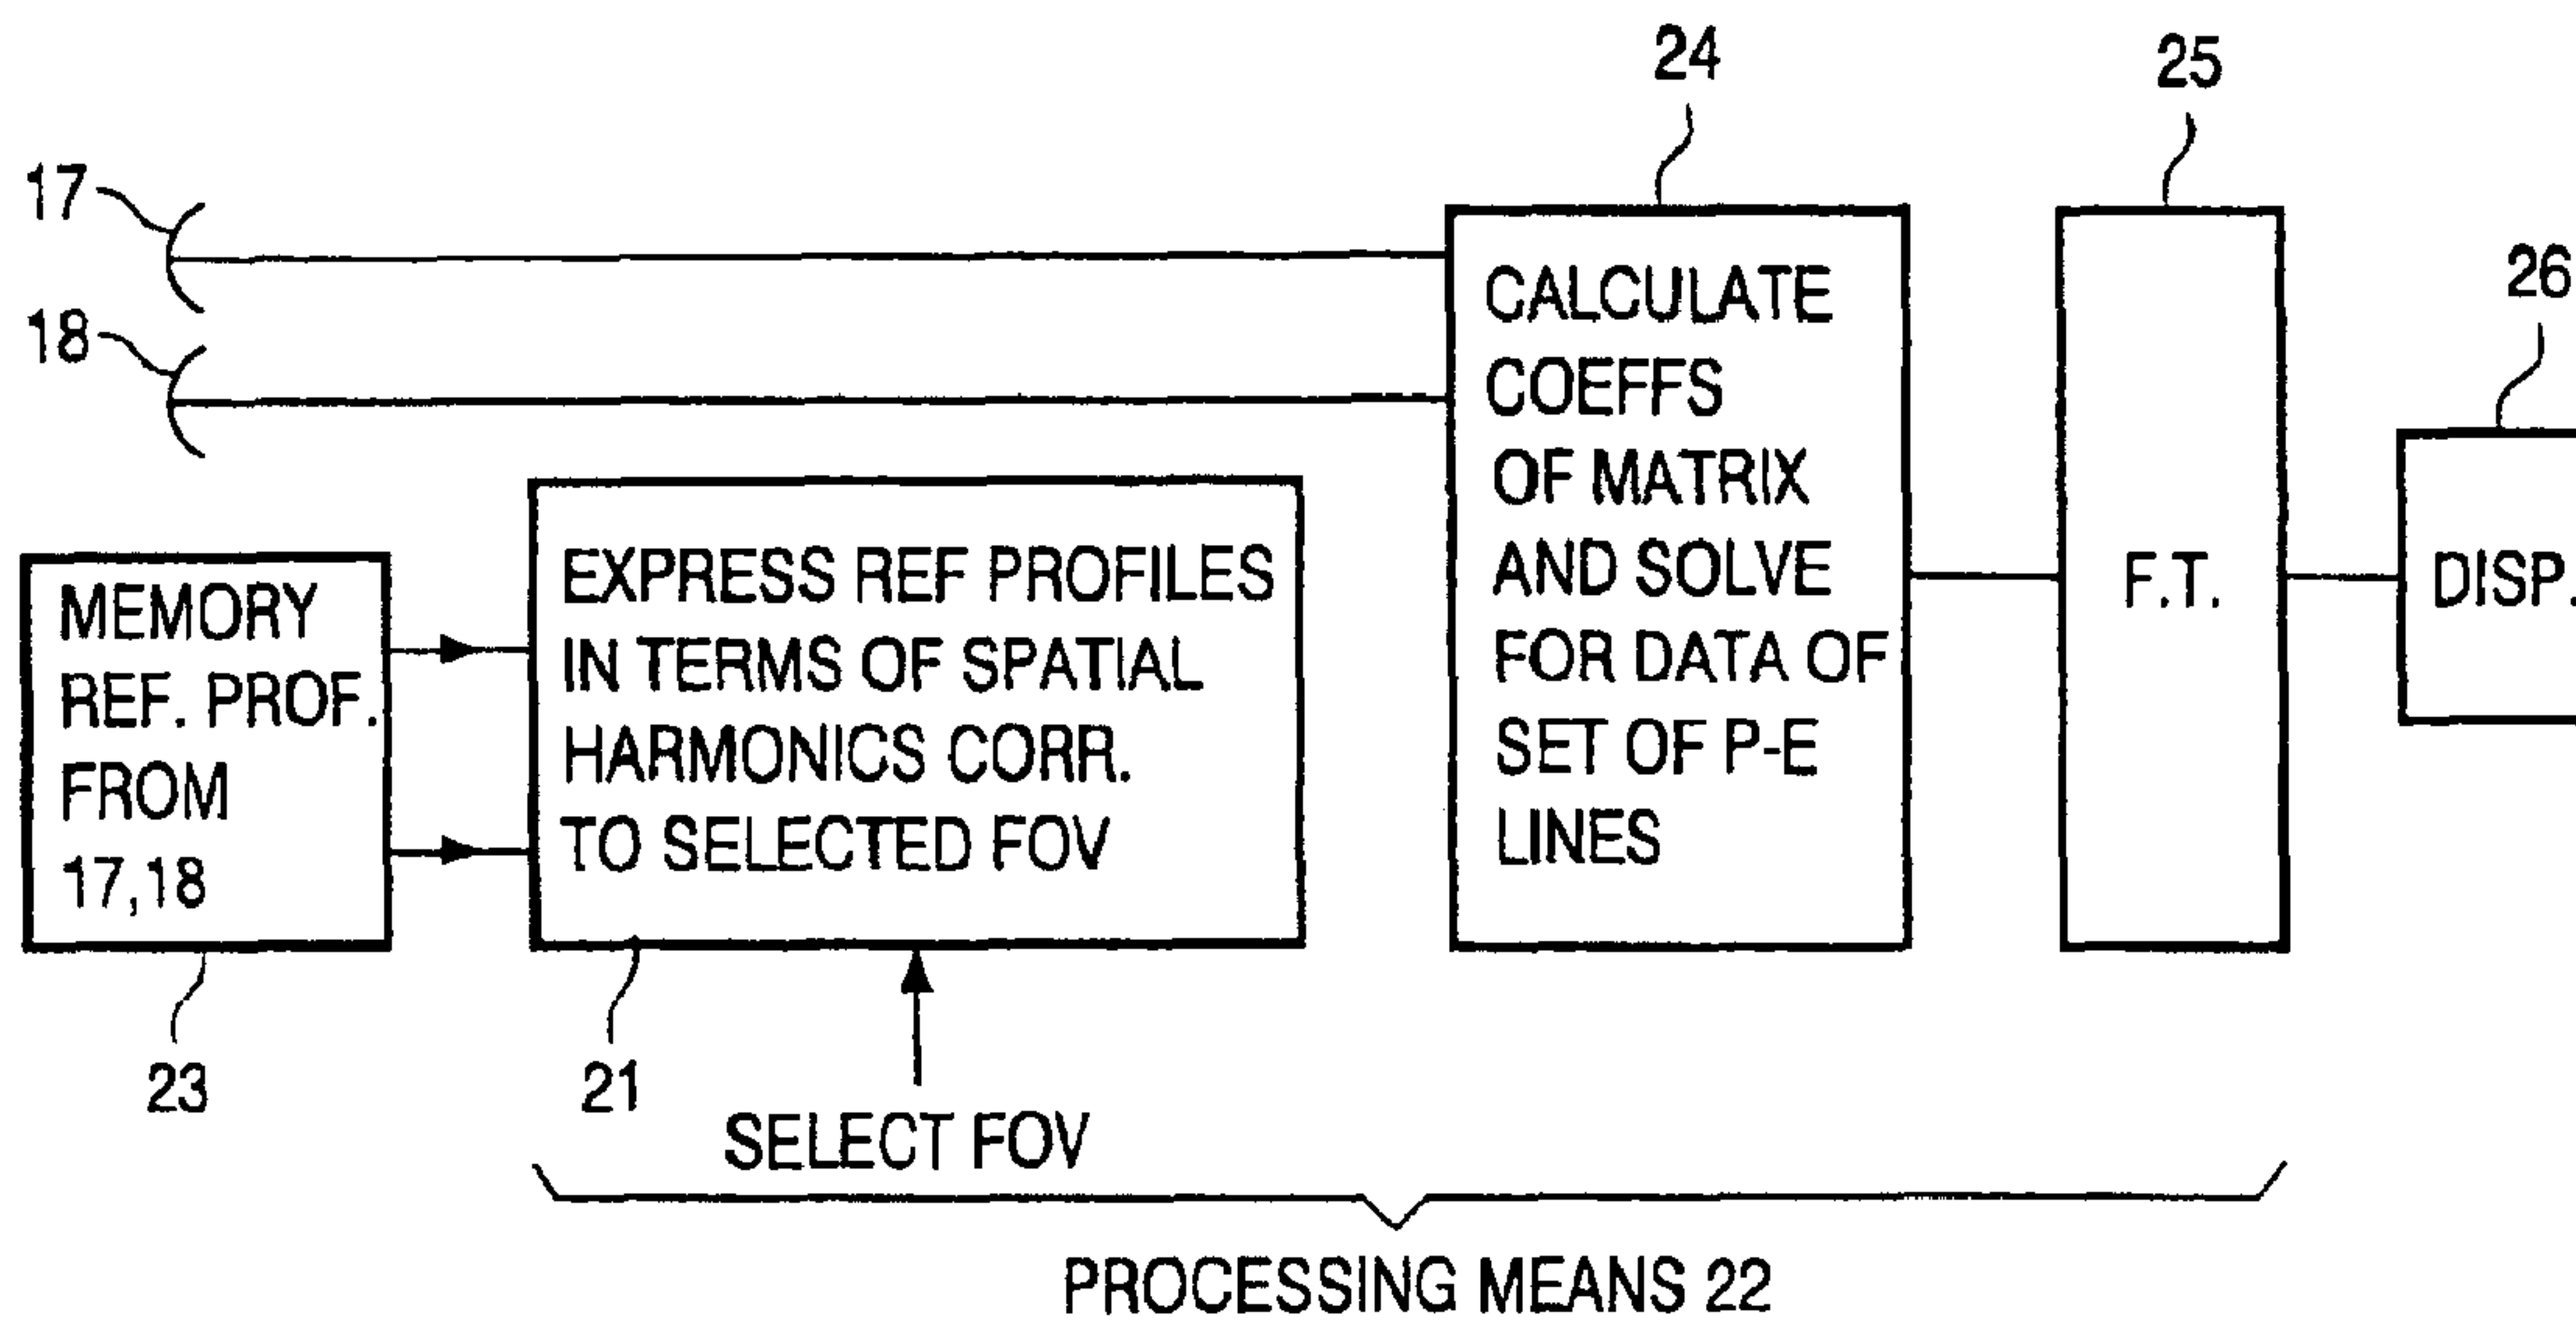 24
25
17
26
18
CALCULATE
COEFFS
OF MATRIX
AND SOLVE
FOR DATA OF
SET OF P-E
LINES
F.T.
DISP.
MEMORY
REF. PROF.
FROM
17,18
EXPRESS REF PROFILES
IN TERMS OF SPATIAL
HARMONICS CORR.
TO SELECTED FOV
23
21
SELECT FOV
PROCESSING MEANS 22